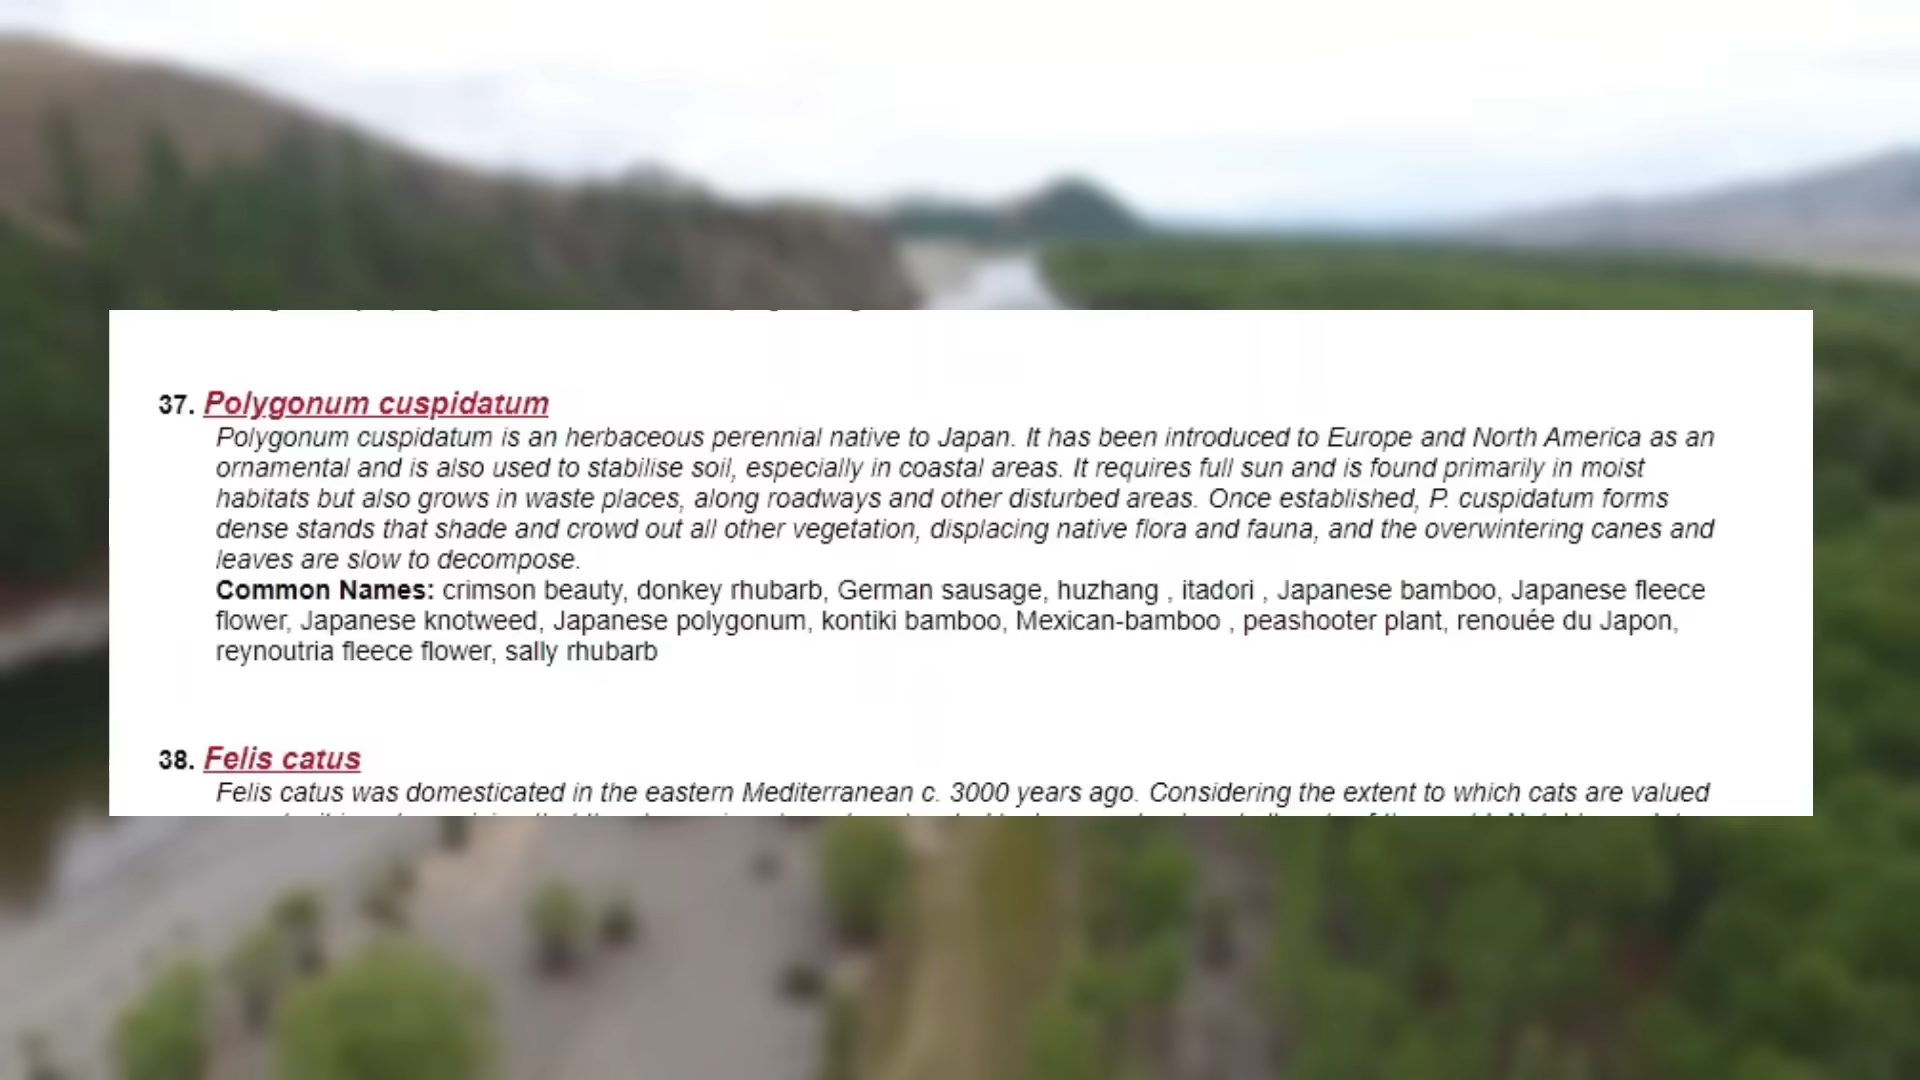 37. Polygonum cuspidatum
Polygonum cuspidatum is an herbaceous perennial native to Japan. It has been introduced to Europe and North America as an
ornamental and is also used to stabilise soil, especially in coastal areas. It requires full sun and is found primarily in moist
habitats but also grows in waste places, along roadways and other disturbed areas. Once established, P. cuspidatum forms
dense stands that shade and crowd out all other vegetation, displacing native flora and fauna, and the overwintering canes and
leaves are slow to decompose.
Common Names: crimson beauty, donkey rhubarb, German sausage, huzhang , itadori , Japanese bamboo, Japanese fleece
flower, Japanese knotweed, Japanese polygonum, kontiki bamboo, Mexican-bamboo , peashooter plant, renouée du Japon,
reynoutria fleece flower, sally rhubarb
38. Felis catus
Felis catus was domesticated in the eastern Mediterranean c. 3000 years ago. Considering the extent to which cats are valued